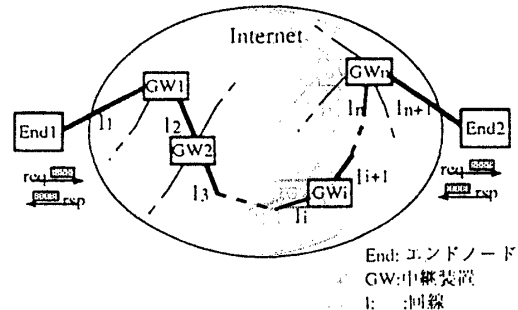 Internet
GW1
GWn
End1
l1
l2
ln
ln+1
End2
GW2
req
rsp
l3
GWi
li+1
li
req
rsp
End: エンドノード
GW:中継装置
l: :回線